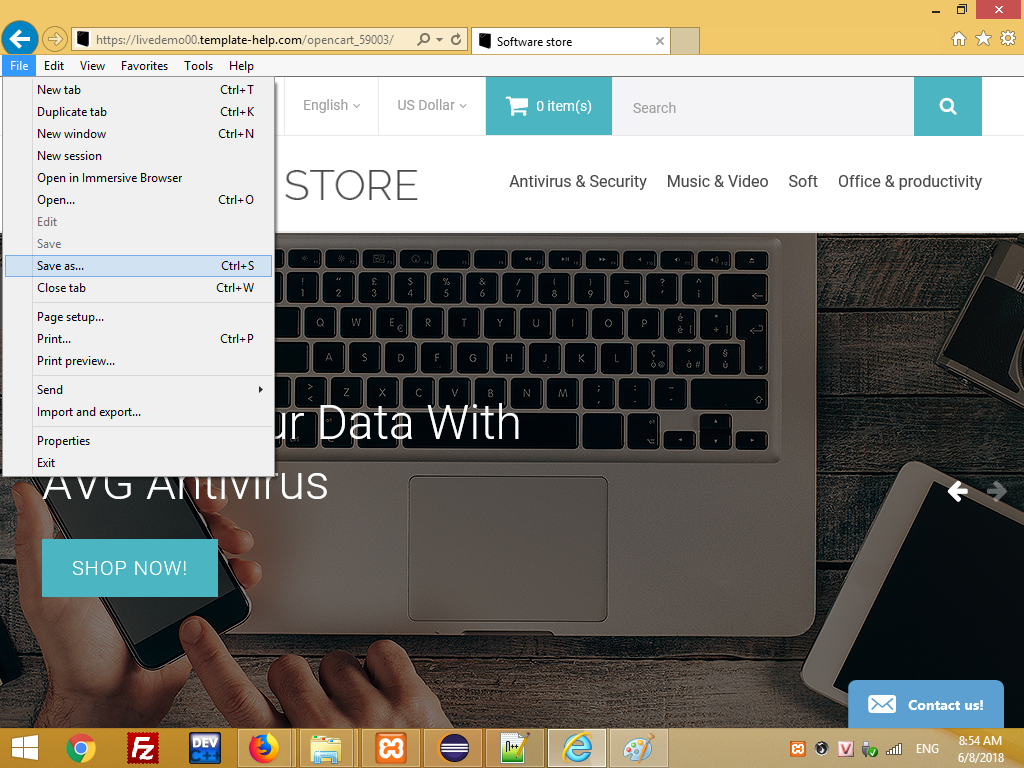 https://livedemo00.template-help.com/opencart_59003/
Software store
File Edit View Favorites Tools Help
New tab Ctrl+T
Duplicate tab Ctrl+K
New window Ctrl+N
New session
Open in Immersive Browser
Open... Ctrl+O
Edit
Save
Save as... Ctrl+S
Close tab Ctrl+W
Page setup...
Print... Ctrl+P
Print preview...
Send
Import and export...
Properties
Exit
English
US Dollar
0 item(s)
Search
STORE
Antivirus & Security Music & Video Soft Office & productivity
Q W E R T Y U I O P
A S D F G H J K L
Z X C V B N M
ur Data With
AVG Antivirus
SHOP NOW!
Contact us!
Fz
DEV
C++
ENG
8:54 AM
6/8/2018